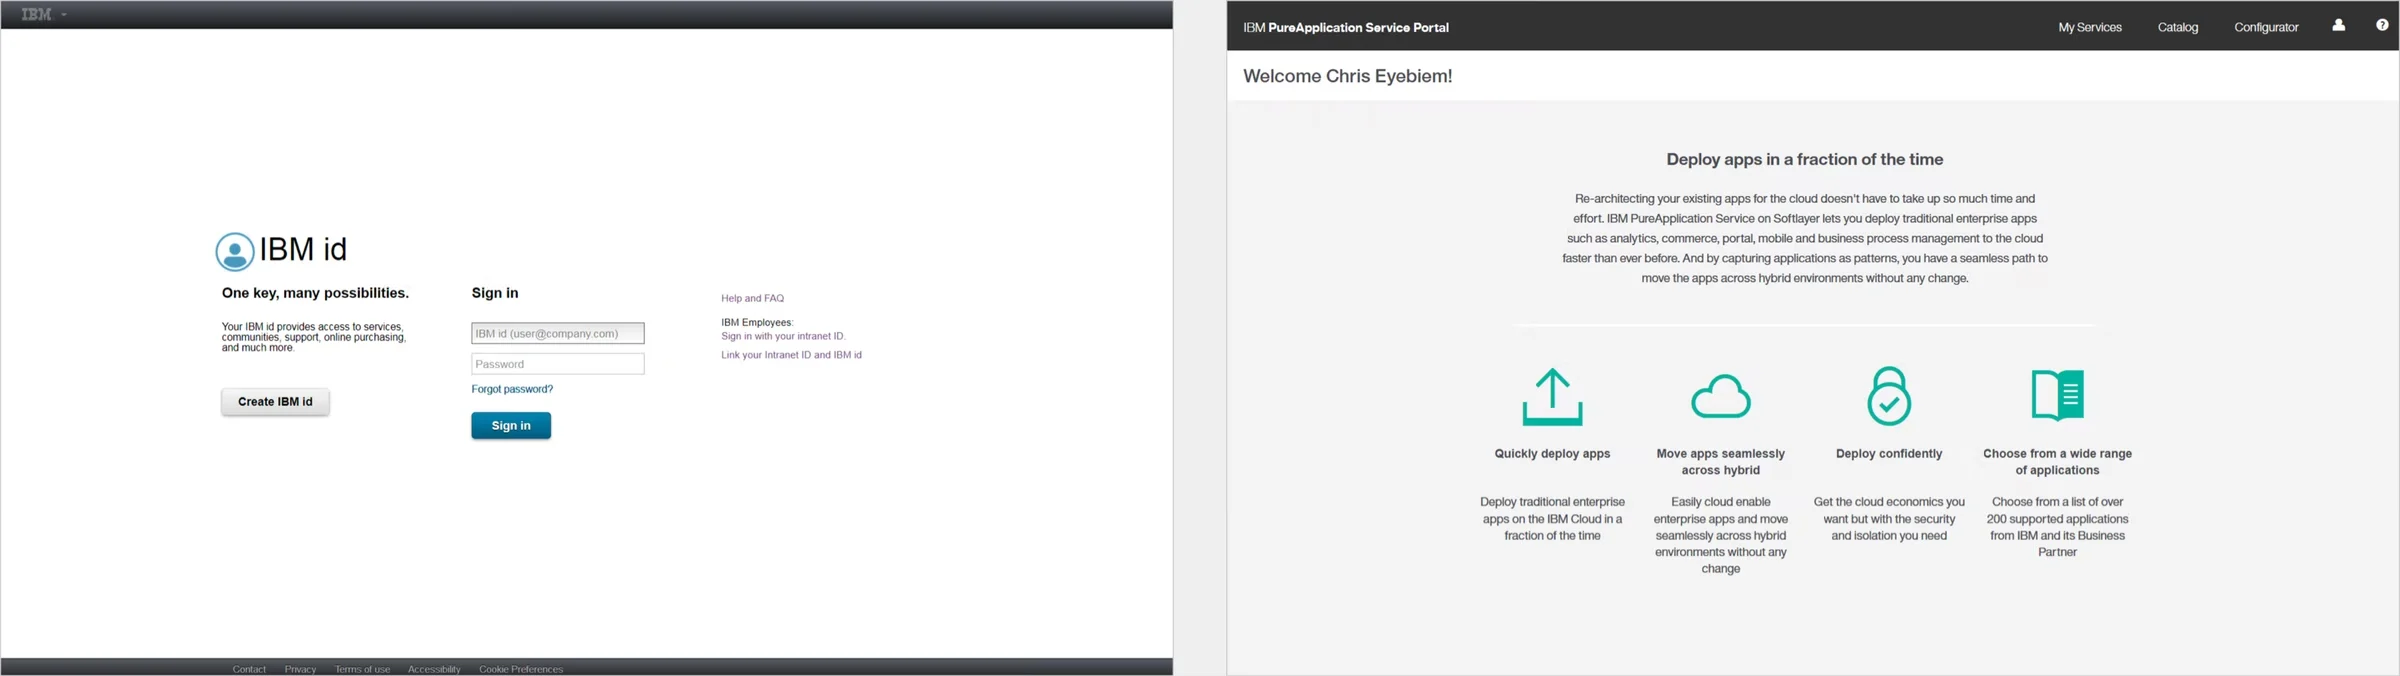 IBM
IBM id
One key, many possibilities.
Your IBM id provides access to services,
communities, support, online purchasing,
and much more.
Create IBM id
Sign in
IBM id (user@company.com)
Password
Forgot password?
Sign in
Help and FAQ
IBM Employees:
Sign in with your intranet ID.
Link your Intranet ID and IBM id
Contact Privacy Terms of use Accessibility Cookie Preferences
IBM PureApplication Service Portal My Services Catalog Configurator ?
Welcome Chris Eyebiem!
Deploy apps in a fraction of the time
Re-architecting your existing apps for the cloud doesn't have to take up so much time and
effort. IBM PureApplication Service on Softlayer lets you deploy traditional enterprise apps
such as analytics, commerce, portal, mobile and business process management to the cloud
faster than ever before. And by capturing applications as patterns, you have a seamless path to
move the apps across hybrid environments without any change.
Quickly deploy apps
Deploy traditional enterprise
apps on the IBM Cloud in a
fraction of the time
Move apps seamlessly
across hybrid
Easily cloud enable
enterprise apps and move
seamlessly across hybrid
environments without any
change
Deploy confidently
Get the cloud economics you
want but with the security
and isolation you need
Choose from a wide range
of applications
Choose from a list of over
200 supported applications
from IBM and its Business
Partner